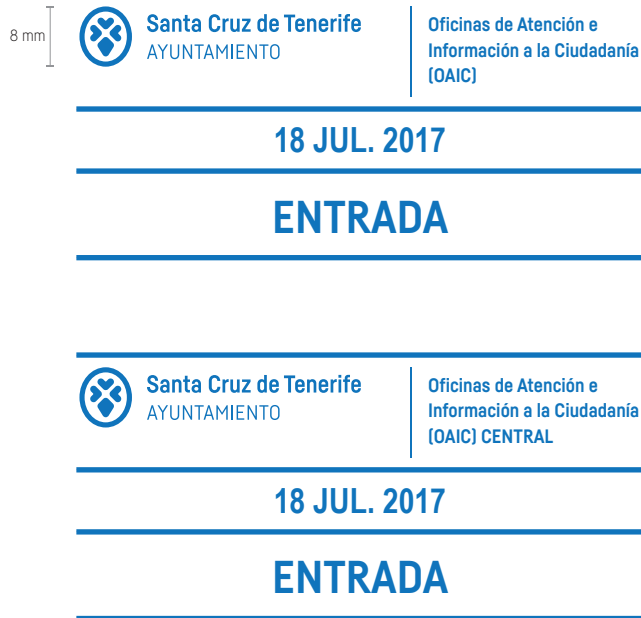 8 mm
Santa Cruz de Tenerife
AYUNTAMIENTO
Oficinas de Atención e
Información a la Ciudadanía
(OAIC)
18 JUL. 2017
ENTRADA
Santa Cruz de Tenerife
AYUNTAMIENTO
Oficinas de Atención e
Información a la Ciudadanía
(OAIC) CENTRAL
18 JUL. 2017
ENTRADA